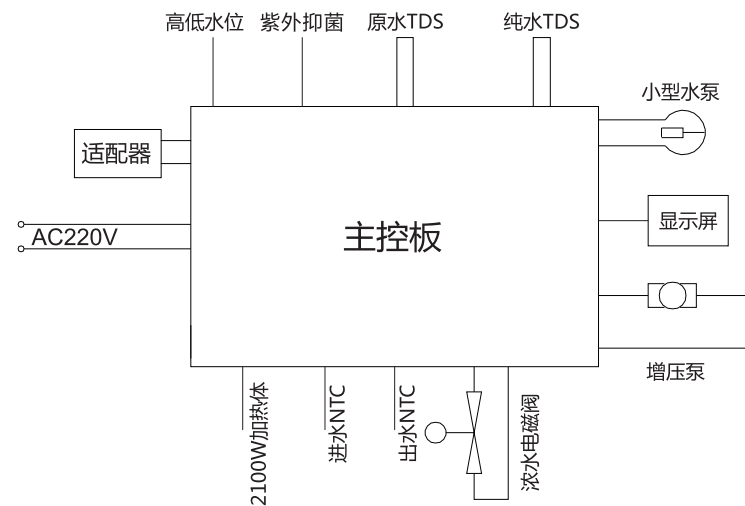 高低水位
紫外抑菌
原水TDS
纯水TDS
小型水泵
适配器
AC220V
主控板
显示屏
增压泵
2100W加热体
进水NTC
出水NTC
浓水电磁阀